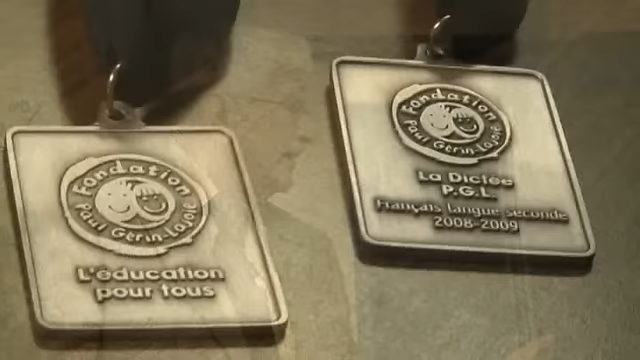 Fondation
Paul Gérin-Lajoie
L'éducation
pour tous
Fondation
Paul Gérin-Lajoie
La Dictée
P.G.L.
Français langue seconde
2008-2009